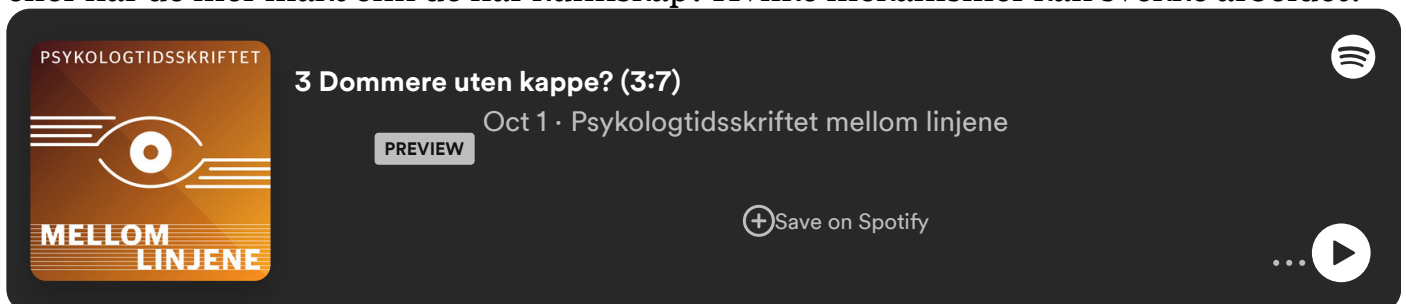 PSYKOLOGTIDSSKRIFTET
MELLOM
LINJENE
3 Dommere uten kappe? (3:7)
Oct 1 · Psykologtidsskriftet mellom linjene
PREVIEW
Save on Spotify